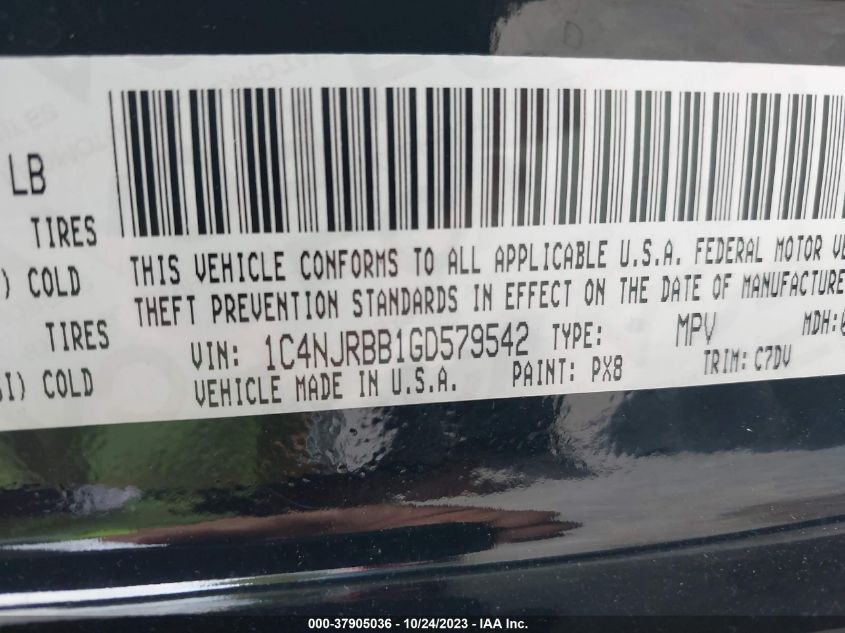 LB
TIRES
) COLD
TIRES
SI) COLD
THIS VEHICLE CONFORMS TO ALL APPLICABLE U.S.A. FEDERAL MOTOR VE
THEFT PREVENTION STANDARDS IN EFFECT ON THE DATE OF MANUFACTURE
VIN: 1C4NJRBB1GD579542 TYPE: MPV MDH:
VEHICLE MADE IN U.S.A. PAINT: PX8 TRIM: C7DV
000-37905036 - 10/24/2023 - IAA Inc.